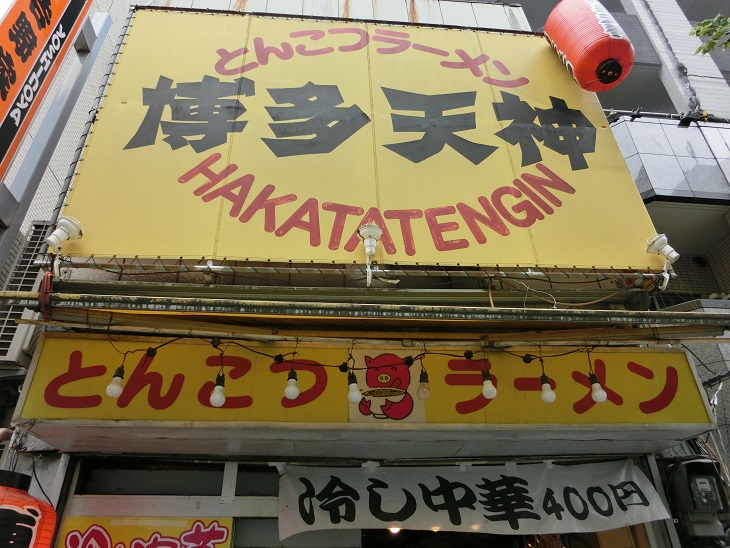 とんこつラーメン
博多天神
HAKATATENGIN
YOSHINOYA
とんこつ ラーメン
冷し中華400円